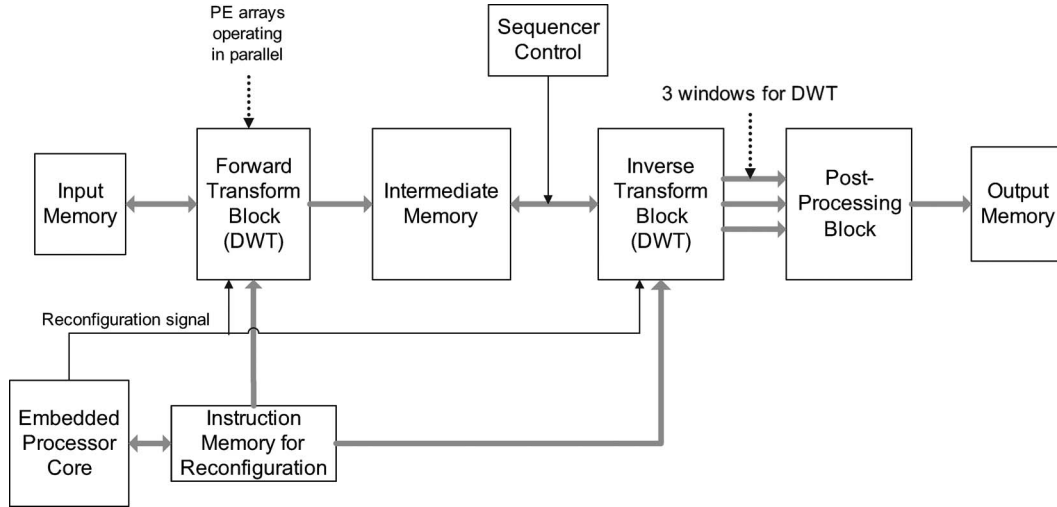 PE arrays
operating
in parallel
Sequencer
Control
3 windows for DWT
Input
Memory
Forward
Transform
Block
(DWT)
Intermediate
Memory
Inverse
Transform
Block
(DWT)
Post-
Processing
Block
Output
Memory
Reconfigurration signal
Embedded
Processor
Core
Instruction
Memory for
Reconfiguration